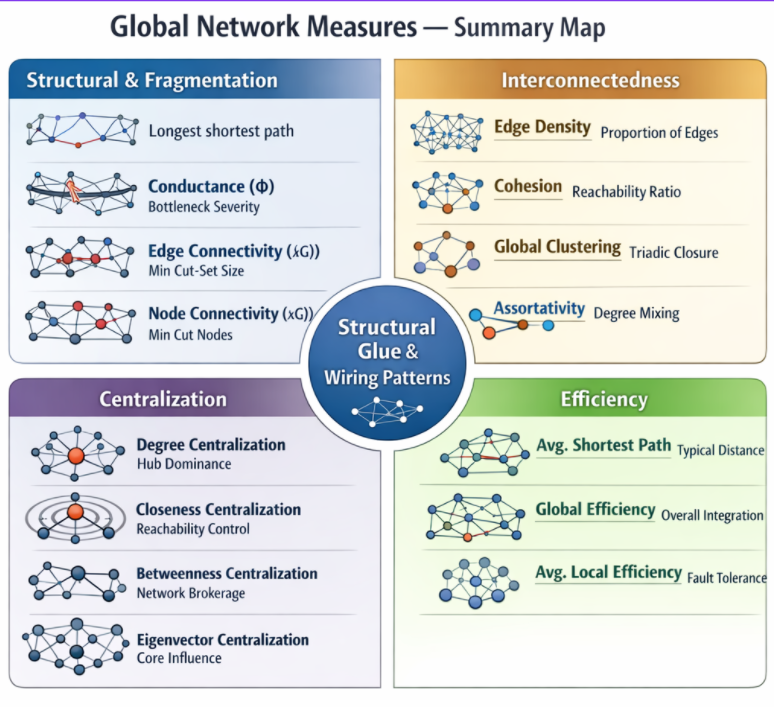 Global Network Measures — Summary Map
Structural & Fragmentation
Longest shortest path
Conductance (Φ)
Bottleneck Severity
Edge Connectivity (ƛG))
Min Cut-Set Size
Node Connectivity (ϰG))
Min Cut Nodes
Interconnectedness
Edge Density Proportion of Edges
Cohesion Reachability Ratio
Global Clustering Triadic Closure
Assortativity Degree Mixing
Structural
Glue &
Wiring Patterns
Centralization
Degree Centralization
Hub Dominance
Closeness Centralization
Reachability Control
Betweenness Centralization
Network Brokerage
Eigenvector Centralization
Core Influence
Efficiency
Avg. Shortest Path Typical Distance
Global Efficiency Overall Integration
Avg. Local Efficiency Fault Tolerance